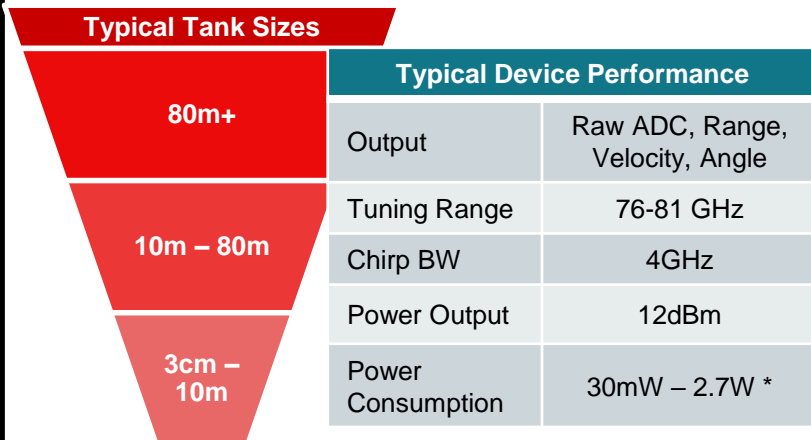 Typical Tank Sizes
80m+
10m – 80m
3cm –
10m
Typical Device Performance
Output
Raw ADC, Range,
Velocity, Angle
Tuning Range
76-81 GHz
Chirp BW
4GHz
Power Output
12dBm
Power
Consumption
30mW – 2.7W *